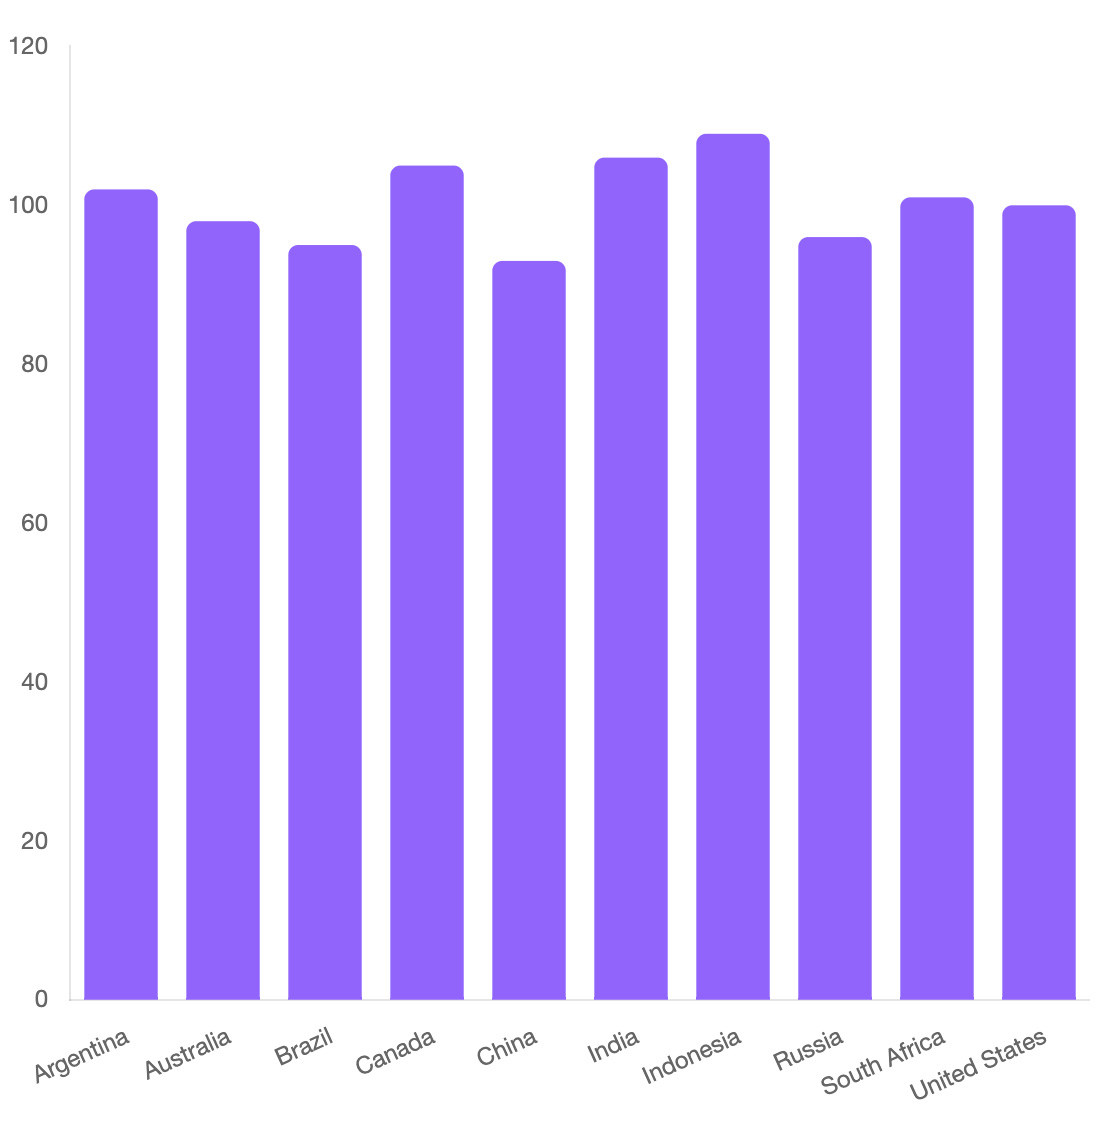 120
100
80
60
40
20
0
Argentina
Australia
Brazil
Canada
China
India
Indonesia
Russia
South Africa
United States